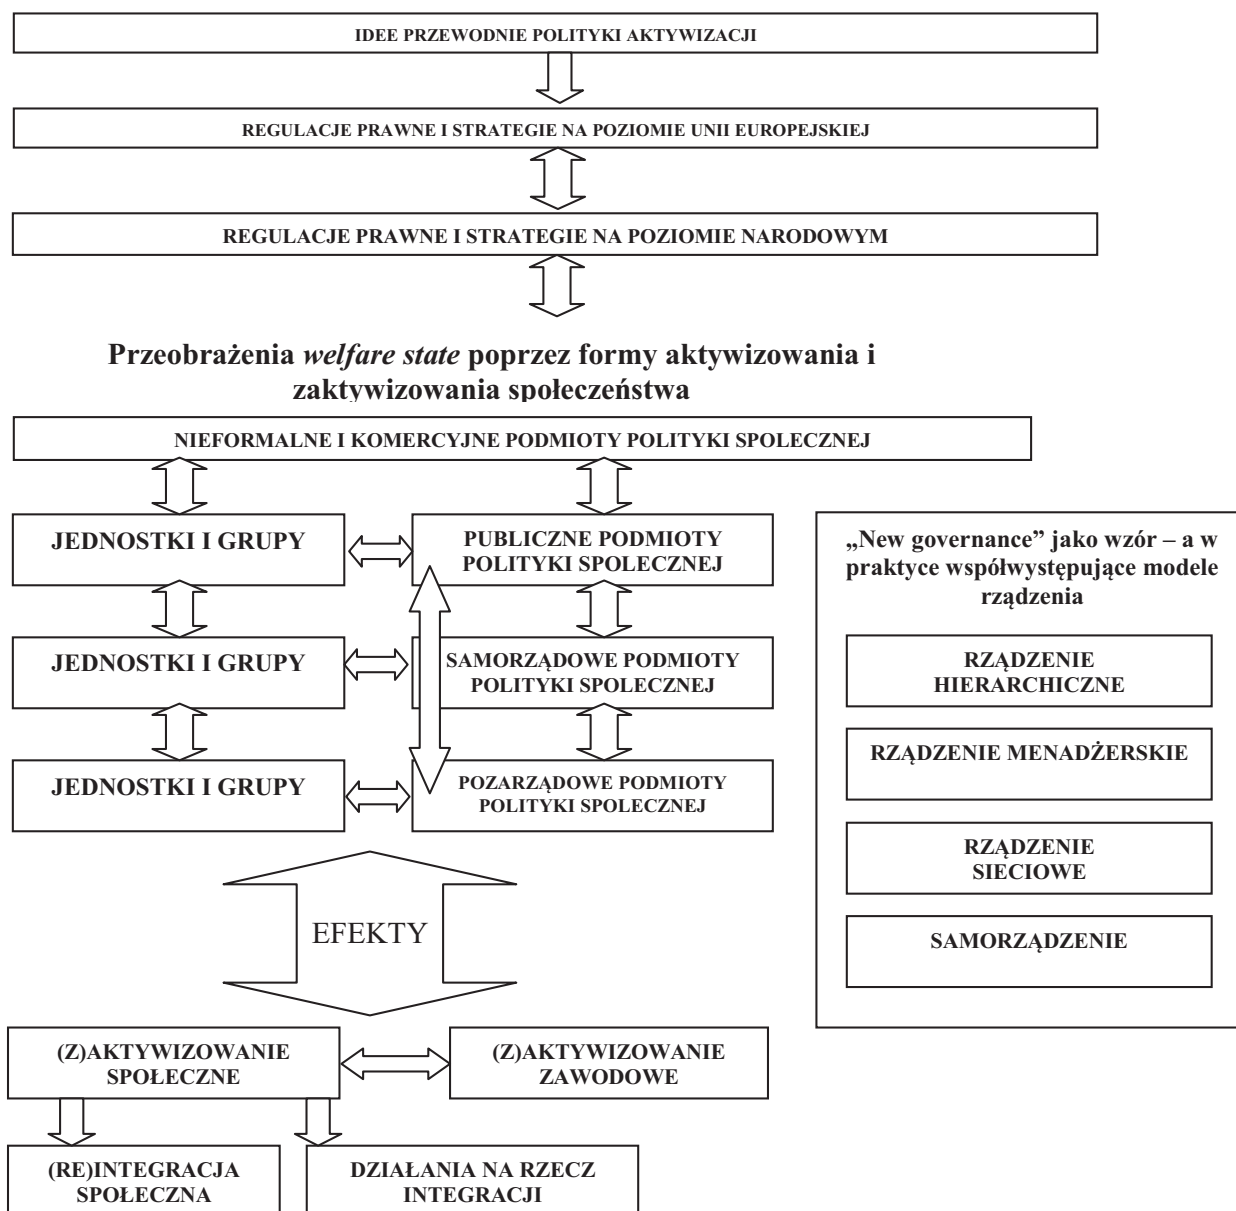 IDEE PRZEWODNIE POLITYKI AKTYWIZACJI
REGULACJE PRAWNE I STRATEGIE NA POZIOMIE UNII EUROPEJSKIEJ
REGULACJE PRAWNE I STRATEGIE NA POZIOMIE NARODOWYM
Przeobrażenia welfare state poprzez formy aktywizowania i
zaktywizowania społeczeństwa
NIEFORMALNE I KOMERCYJNE PODMIOTY POLITYKI SPOLECZNEJ
JEDNOSTKI I GRUPY
PUBLICZNE PODMIOTY
POLITYKI SPOLECZNEJ
JEDNOSTKI I GRUPY
SAMORZĄDOWE PODMIOTY
POLITYKI SPOLECZNEJ
JEDNOSTKI I GRUPY
POZARZĄDOWE PODMIOTY
POLITYKI SPOLECZNEJ
„New governance” jako wzór – a w
praktyce współwystępujące modele
rządzenia
RZĄDZENIE
HIERARCHICZNE
RZĄDZENIE MENADŻERSKIE
RZĄDZENIE
SIECIOWE
SAMORZĄDZENIE
EFEKTY
(Z)AKTYWIZOWANIE
SPOŁECZNE
(Z)AKTYWIZOWANIE
ZAWODOWE
(RE)INTEGRACJA
SPOŁECZNA
DZIAŁANIA NA RZECZ
INTEGRACJI